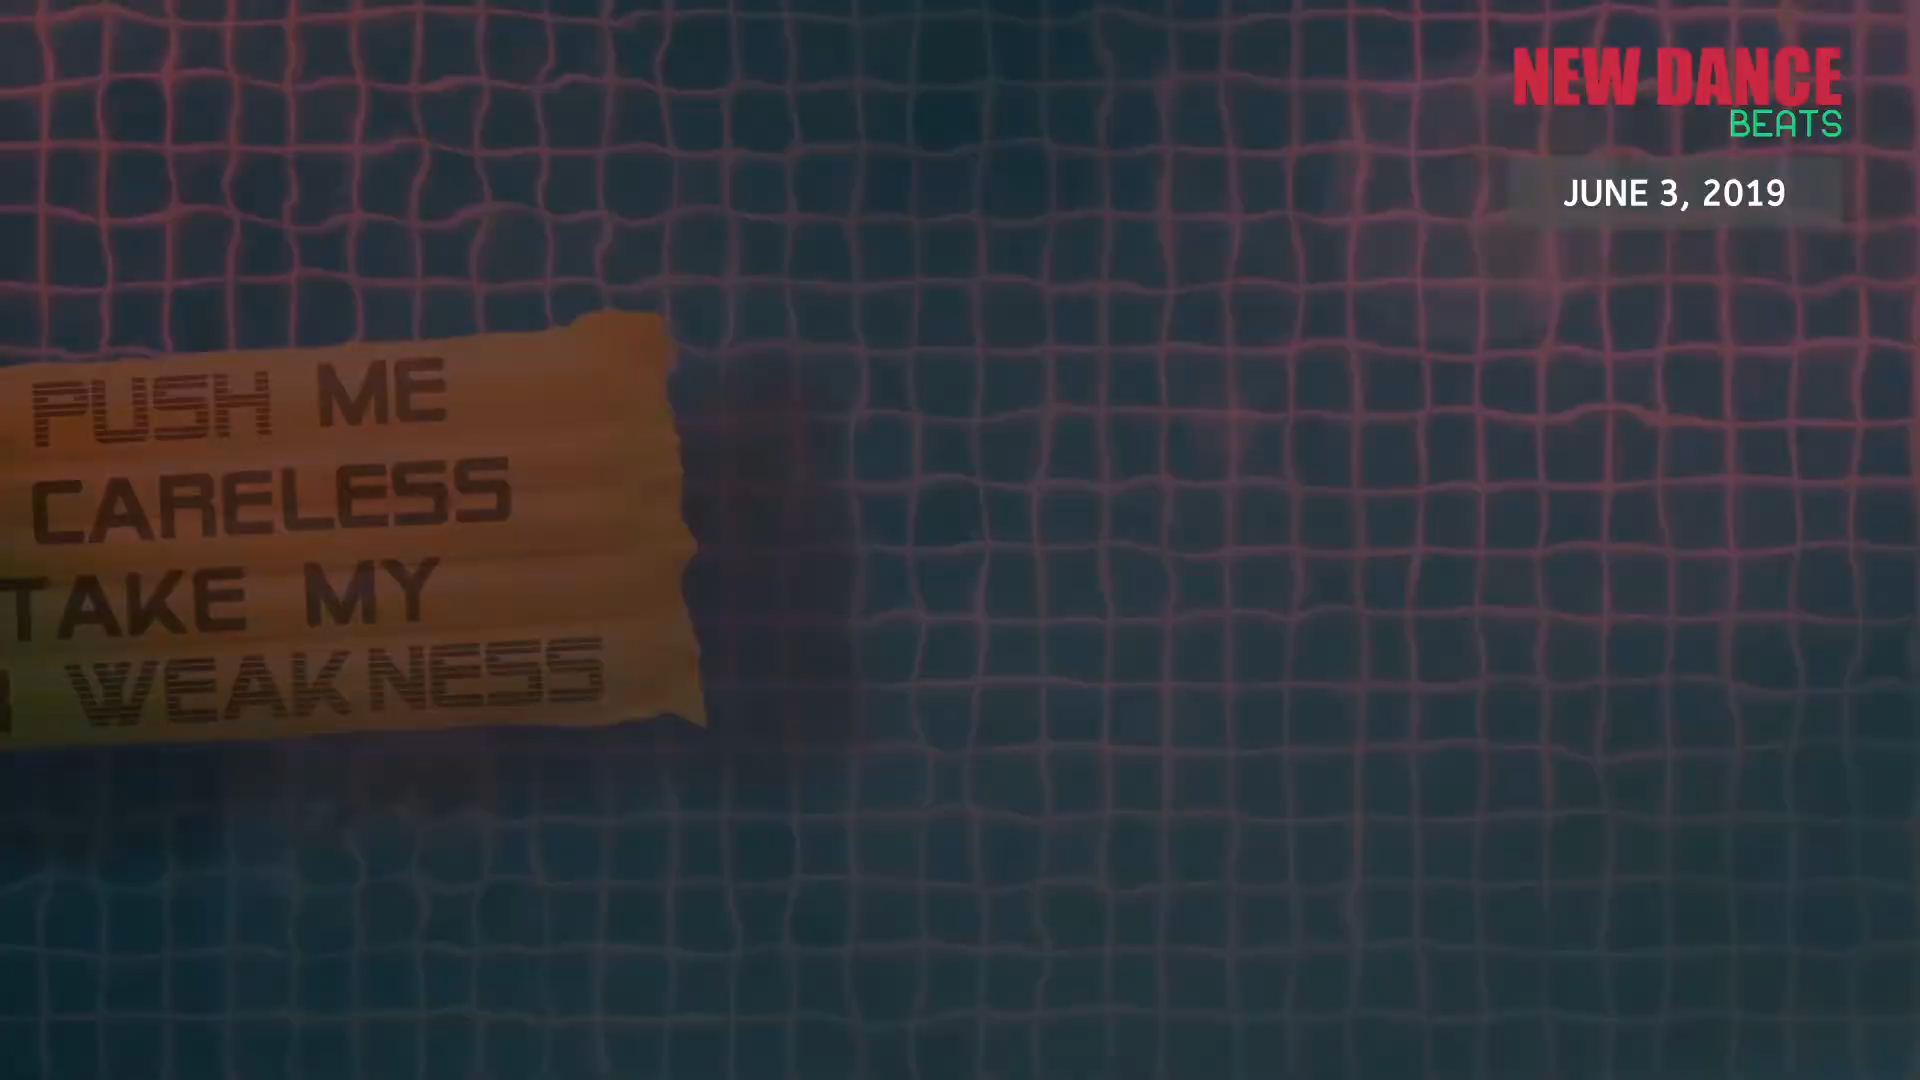 NEW DANCE
BEATS
JUNE 3, 2019
PUSH ME
CARELESS
TAKE MY
WEAKNESS